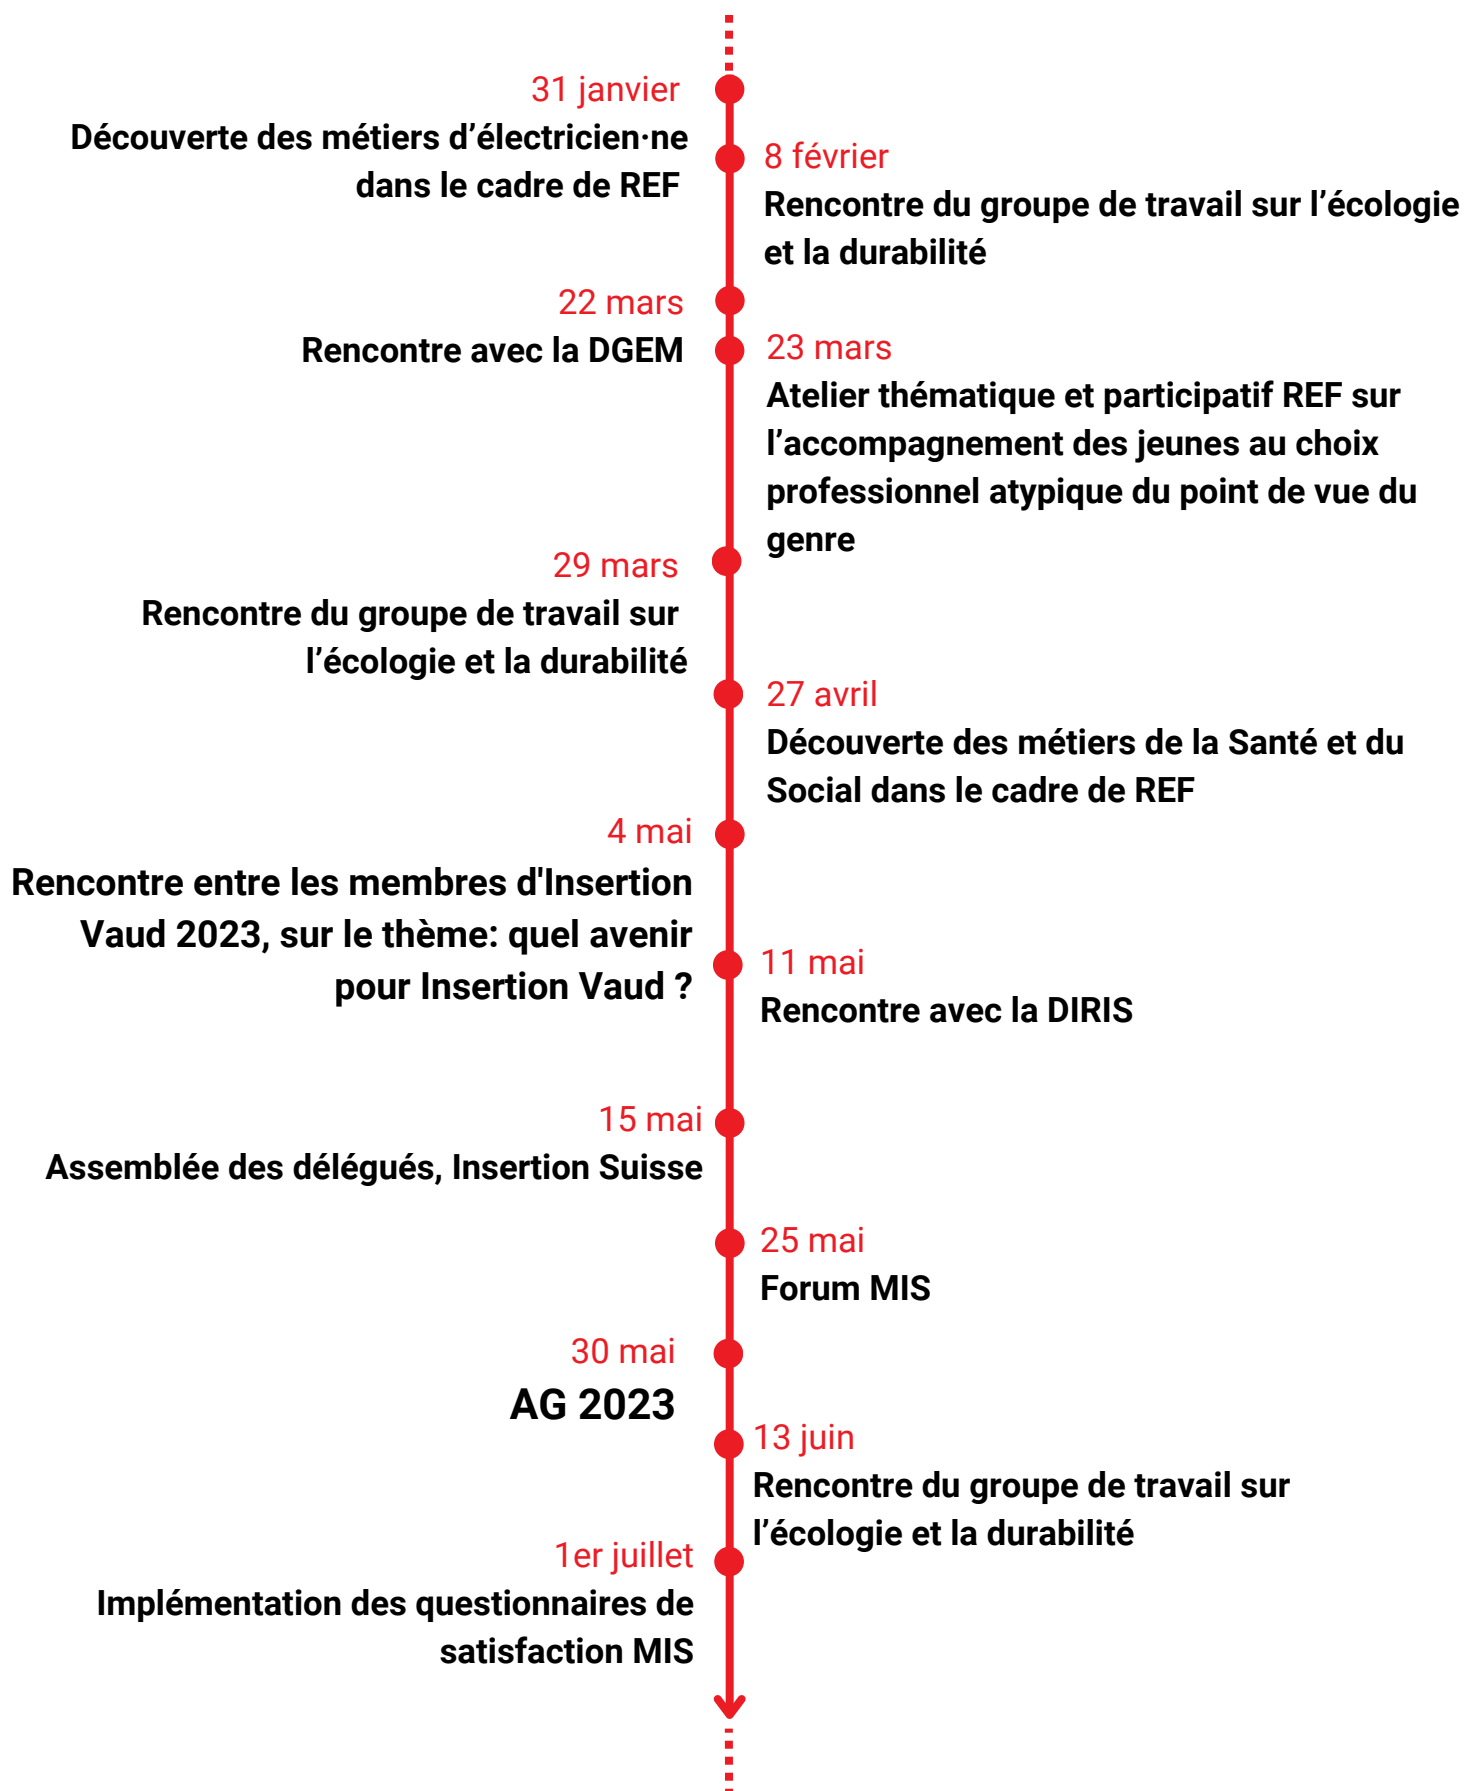 31 janvier
Découverte des métiers d’électricien·ne
dans le cadre de REF
8 février
Rencontre du groupe de travail sur l’écologie
et la durabilité
22 mars
Rencontre avec la DGEM
23 mars
Atelier thématique et participatif REF sur
l’accompagnement des jeunes au choix
professionnel atypique du point de vue du
genre
29 mars
Rencontre du groupe de travail sur
l’écologie et la durabilité
27 avril
Découverte des métiers de la Santé et du
Social dans le cadre de REF
4 mai
Rencontre entre les membres d'Insertion
Vaud 2023, sur le thème: quel avenir
pour Insertion Vaud ?
11 mai
Rencontre avec la DIRIS
15 mai
Assemblée des délégués, Insertion Suisse
25 mai
Forum MIS
30 mai
AG 2023
13 juin
Rencontre du groupe de travail sur
l’écologie et la durabilité
1er juillet
Implémentation des questionnaires de
satisfaction MIS